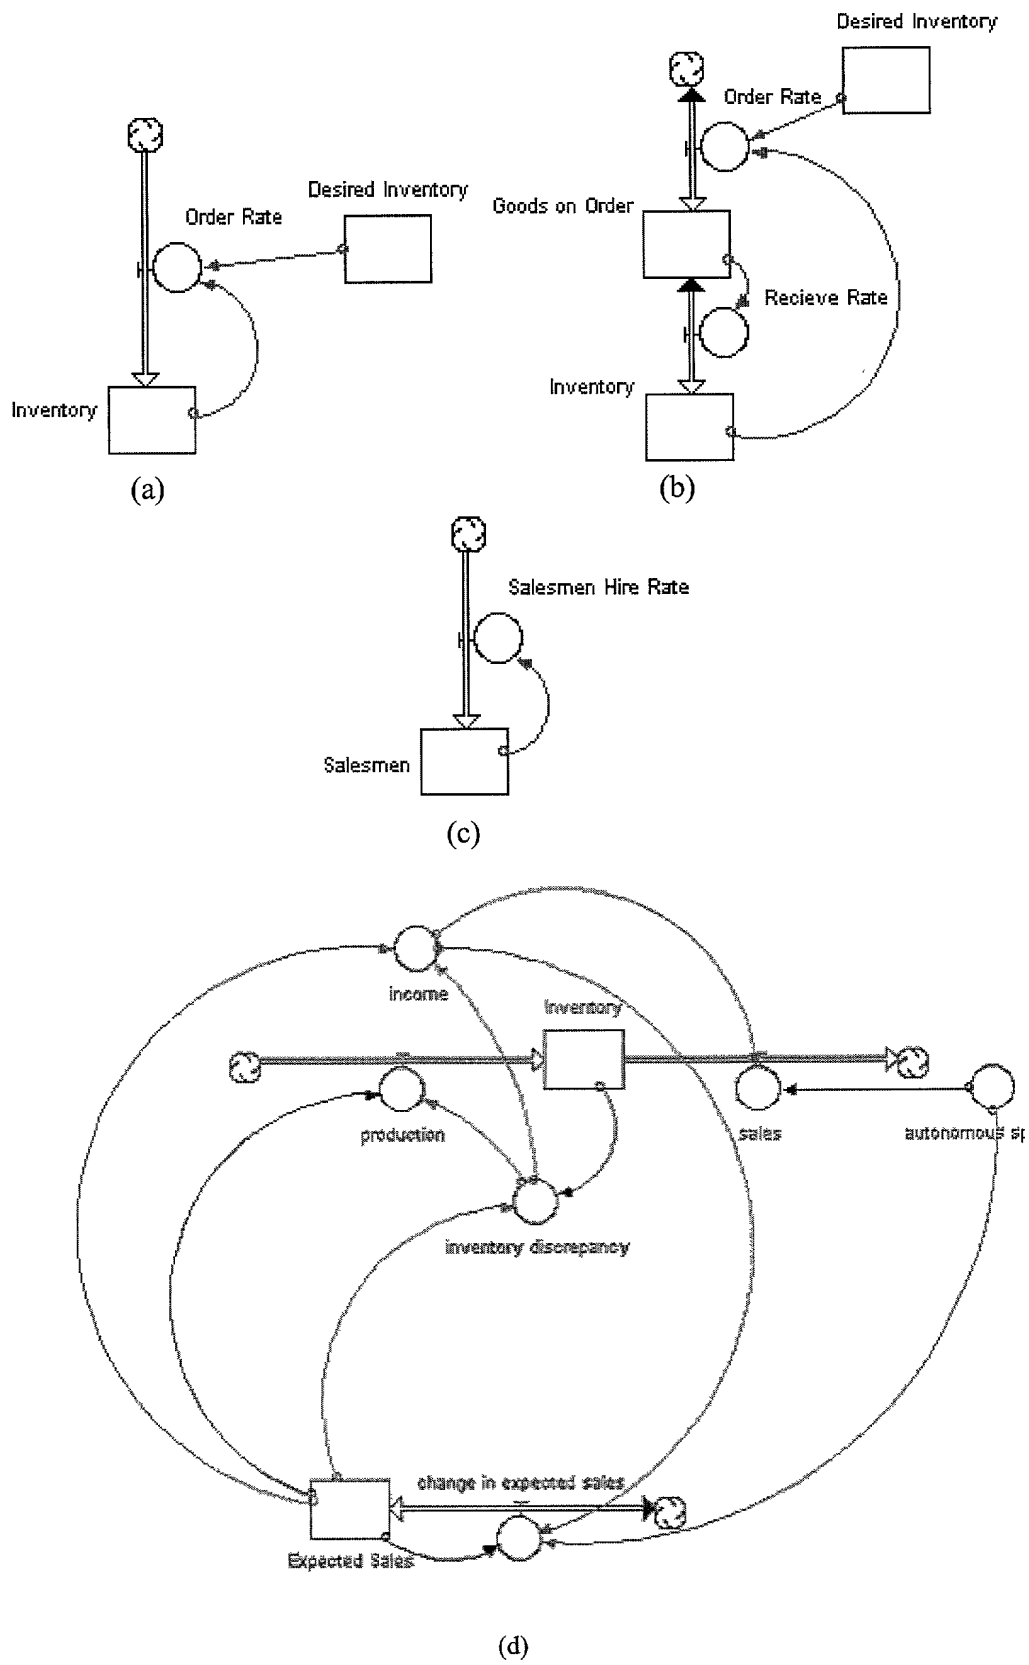 Desired Inventory
Order Rate
Inventory
(a)
Desired Inventory
Order Rate
Goods on Order
Recieve Rate
Inventory
(b)
Salesmen Hire Rate
Salesmen
(c)
income
Inventory
production
sales
autonomous sp
inventory discrepancy
change in expected sales
Expected Sales
(d)